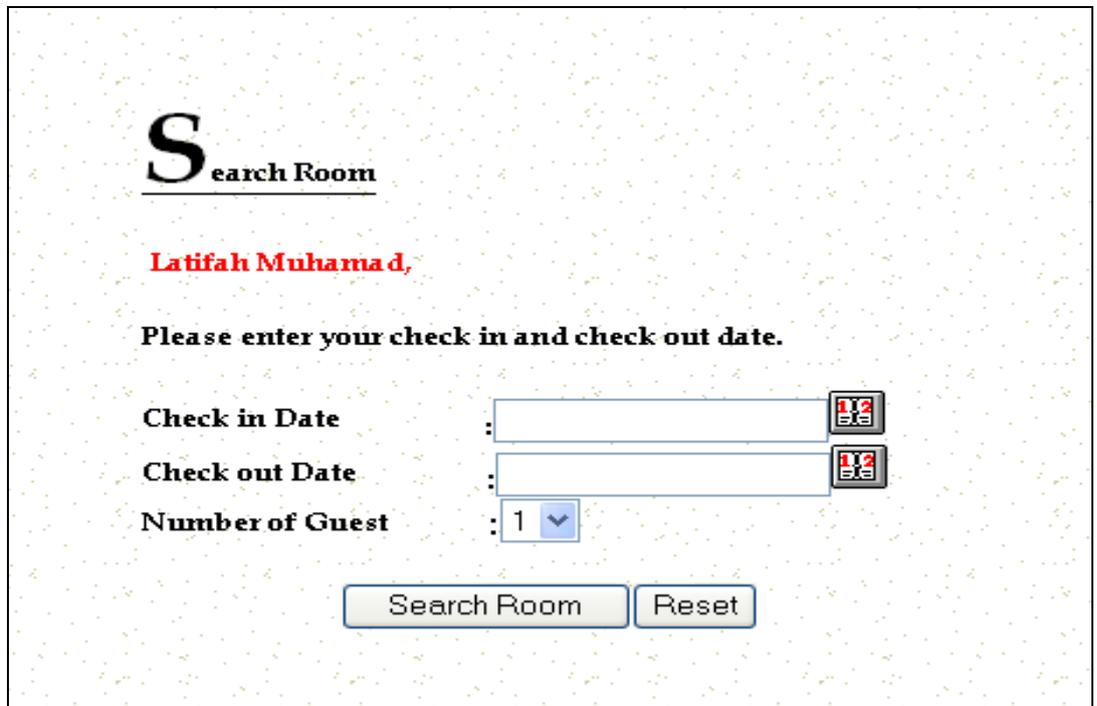 Search Room
Latifah Muhamad,
Please enter your check in and check out date.
Check in Date :
Check out Date :
Number of Guest : 1
Search Room Reset